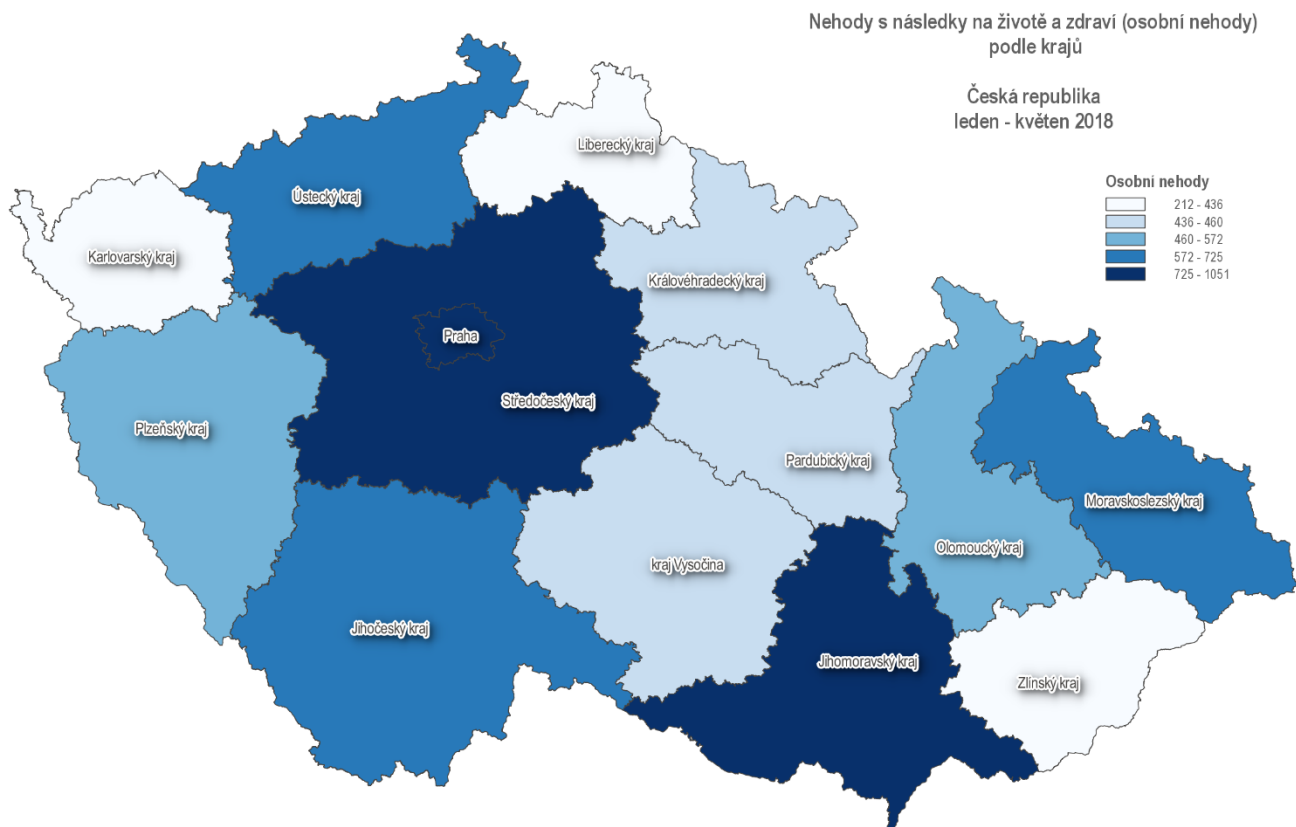 Nehody s následky na životě a zdraví (osobní nehody)
podle krajů
Česká republika
leden - květen 2018
Osobní nehody
212 - 436
436 - 460
460 - 572
572 - 725
725 - 1051
Liberecký kraj
Ústecký kraj
Karlovarský kraj
Královéhradecký kraj
Praha
Středočeský kraj
Plzeňský kraj
Pardubický kraj
Moravskoslezský kraj
Olomoucký kraj
kraj Vysočina
Jihočeský kraj
Jihomoravský kraj
Zlínský kraj